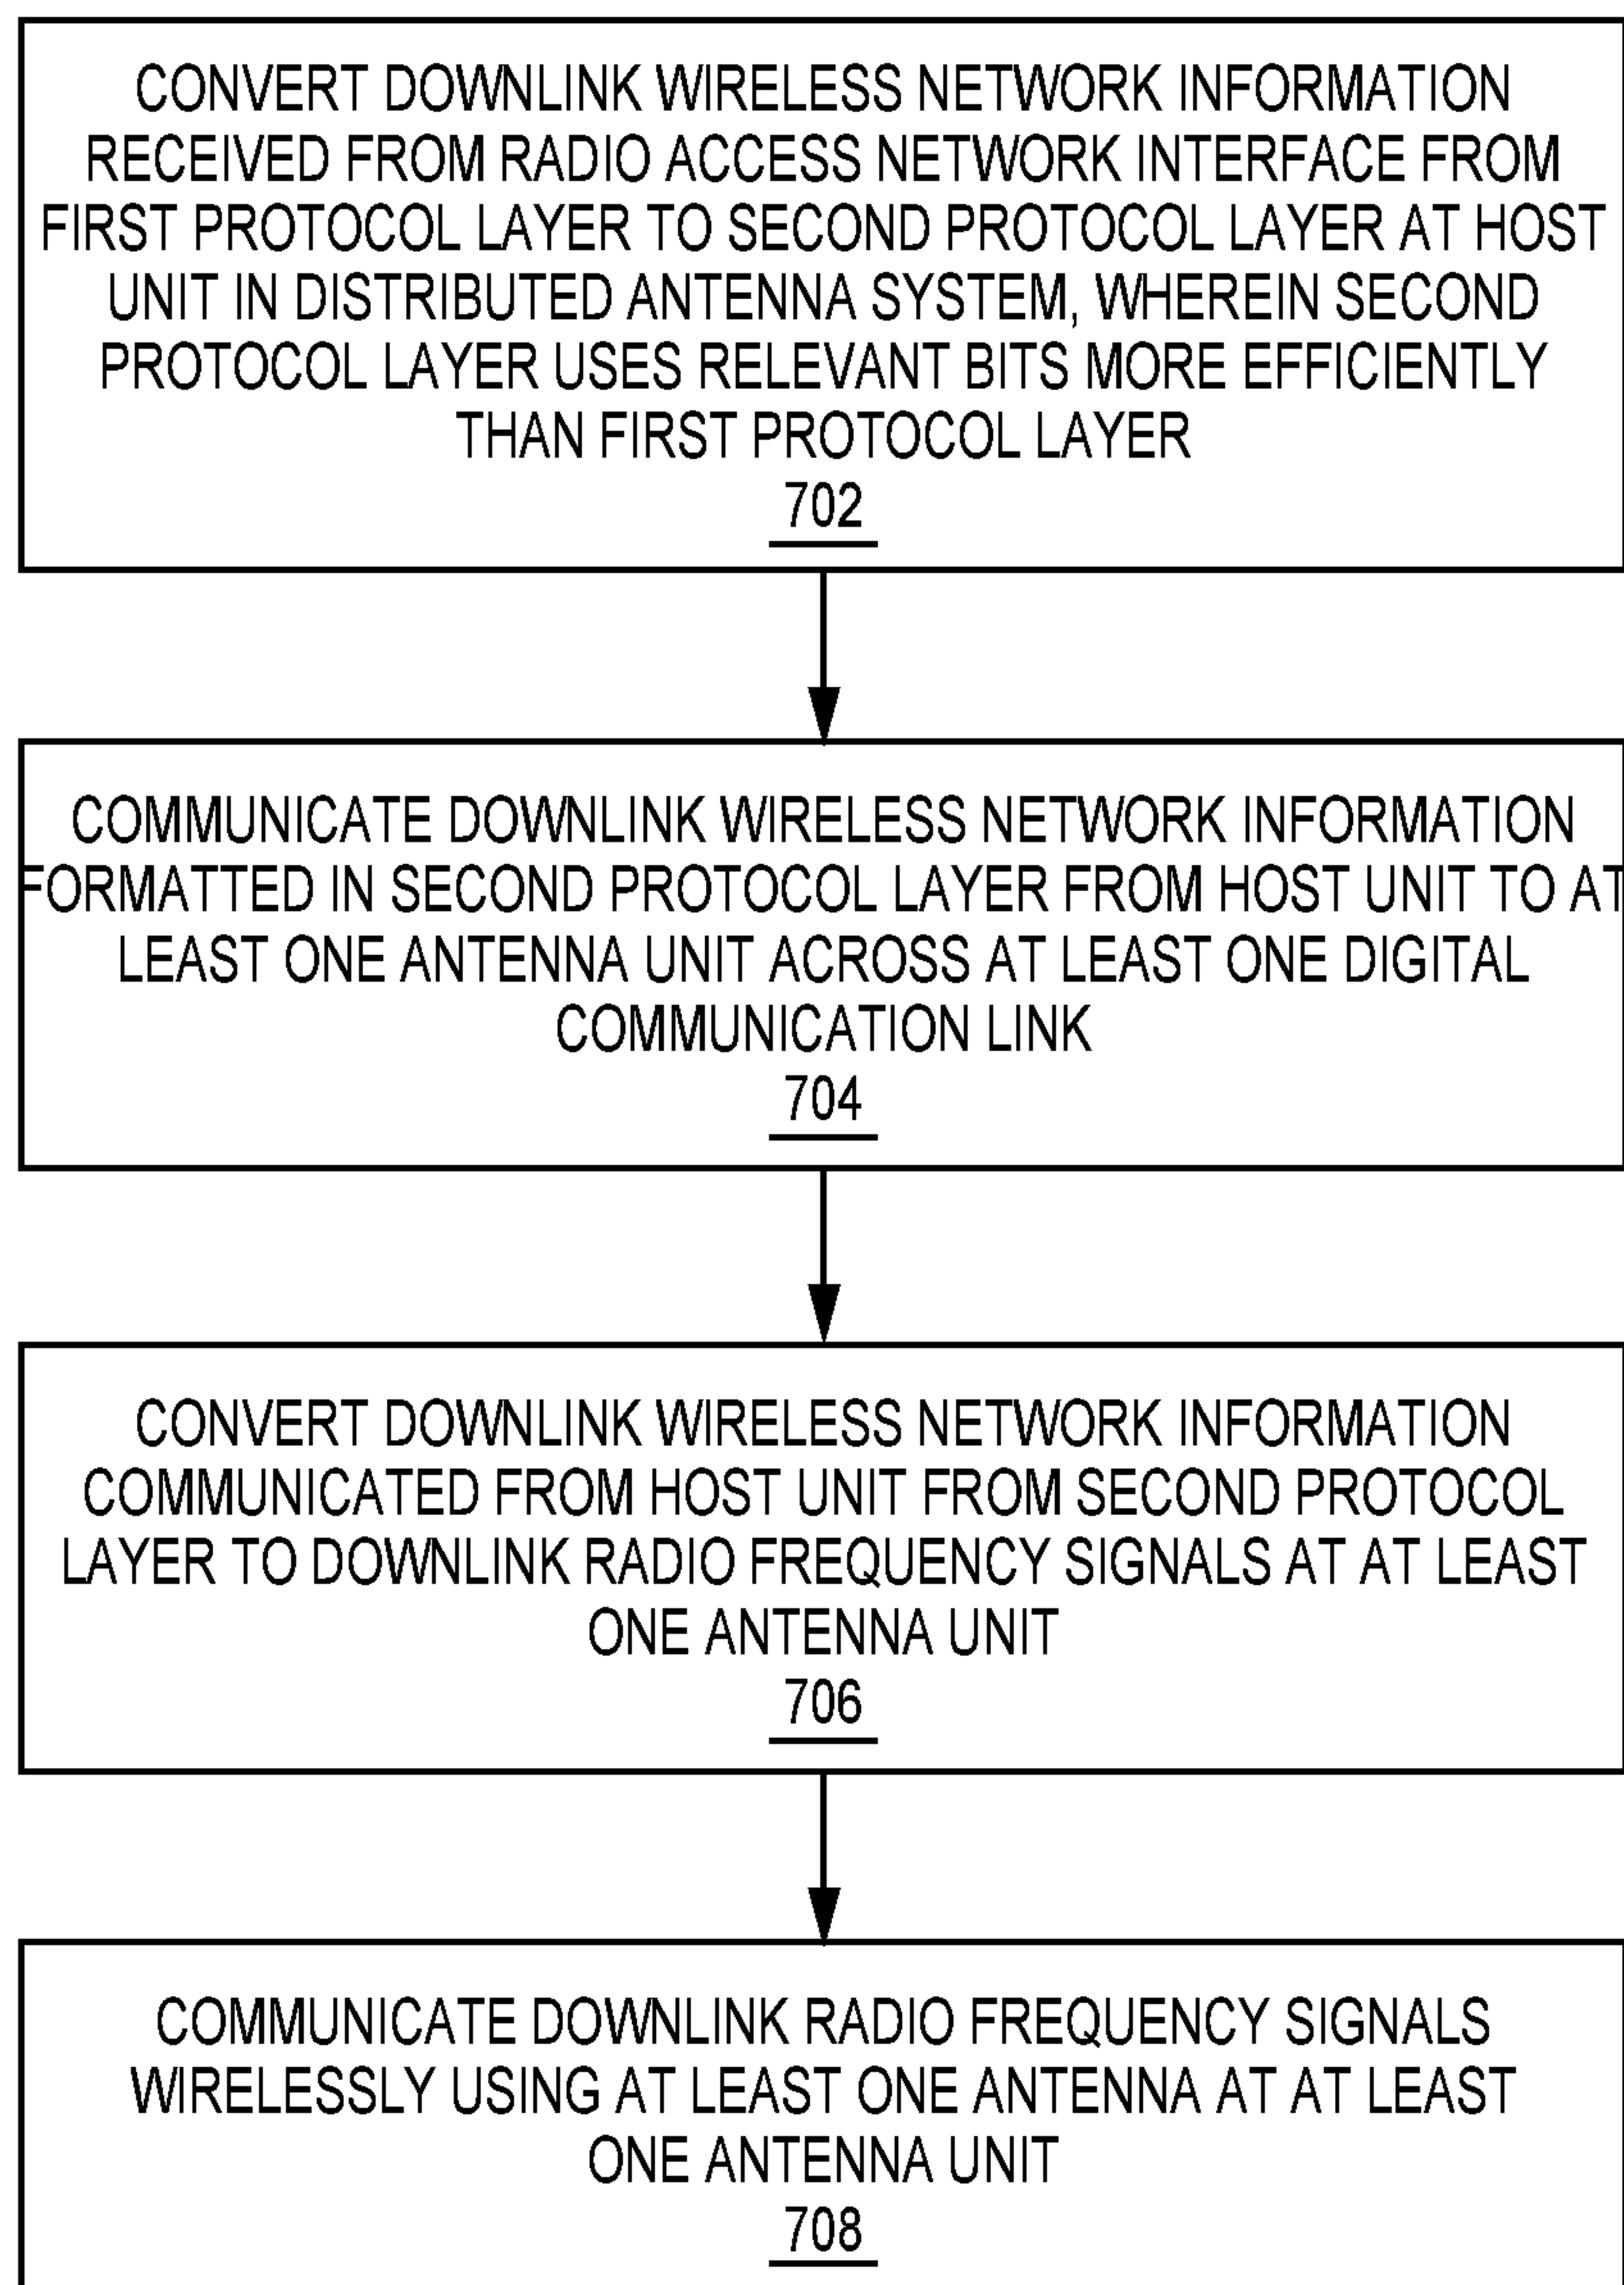 CONVERT DOWNLINK WIRELESS NETWORK INFORMATION
RECEIVED FROM RADIO ACCESS NETWORK INTERFACE FROM
FIRST PROTOCOL LAYER TO SECOND PROTOCOL LAYER AT HOST
UNIT IN DISTRIBUTED ANTENNA SYSTEM, WHEREIN SECOND
PROTOCOL LAYER USES RELEVANT BITS MORE EFFICIENTLY
THAN FIRST PROTOCOL LAYER
702
COMMUNICATE DOWNLINK WIRELESS NETWORK INFORMATION
FORMATTED IN SECOND PROTOCOL LAYER FROM HOST UNIT TO AT
LEAST ONE ANTENNA UNIT ACROSS AT LEAST ONE DIGITAL
COMMUNICATION LINK
704
CONVERT DOWNLINK WIRELESS NETWORK INFORMATION
COMMUNICATED FROM HOST UNIT FROM SECOND PROTOCOL
LAYER TO DOWNLINK RADIO FREQUENCY SIGNALS AT AT LEAST
ONE ANTENNA UNIT
706
COMMUNICATE DOWNLINK RADIO FREQUENCY SIGNALS
WIRELESSLY USING AT LEAST ONE ANTENNA AT AT LEAST
ONE ANTENNA UNIT
708